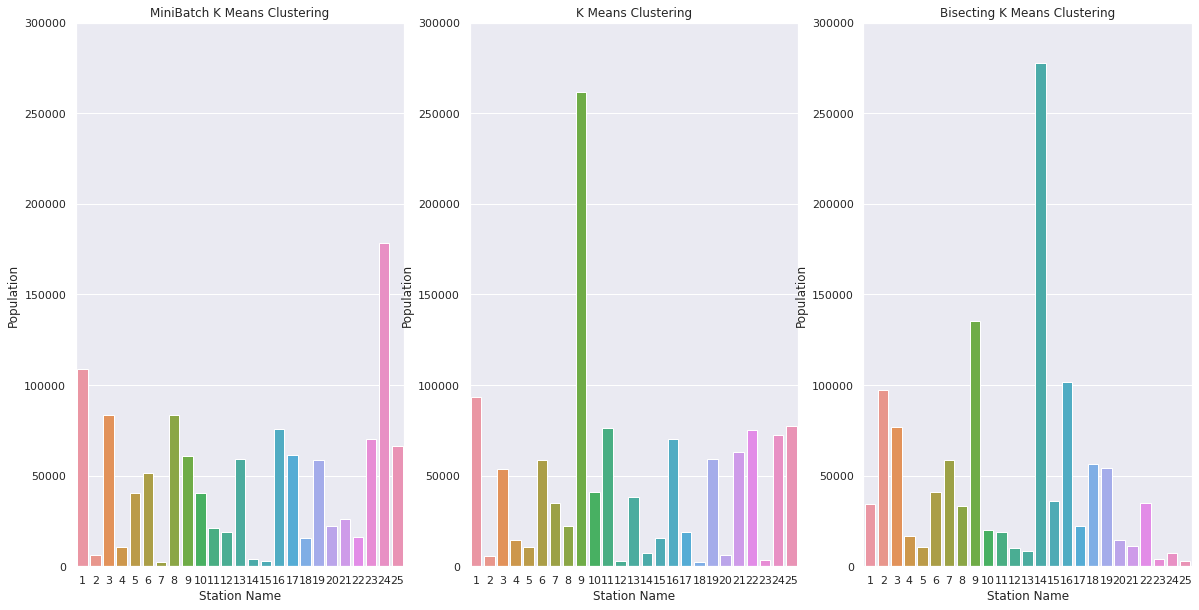 MiniBatch K Means Clustering
300000
250000
200000
150000
100000
50000
0
Population
1 2 3 4 5 6 7 8 9 10 11 12 13 14 15 16 17 18 19 20 21 22 23 24 25
Station Name
K Means Clustering
300000
250000
200000
150000
100000
50000
0
Population
1 2 3 4 5 6 7 8 9 10 11 12 13 14 15 16 17 18 19 20 21 22 23 24 25
Station Name
Bisecting K Means Clustering
300000
250000
200000
150000
100000
50000
0
Population
1 2 3 4 5 6 7 8 9 10 11 12 13 14 15 16 17 18 19 20 21 22 23 24 25
Station Name